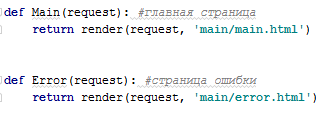 def Main(request): #главная страница
return render(request, 'main/main.html')
def Error(request): #страница ошибки
return render(request, 'main/error.html')